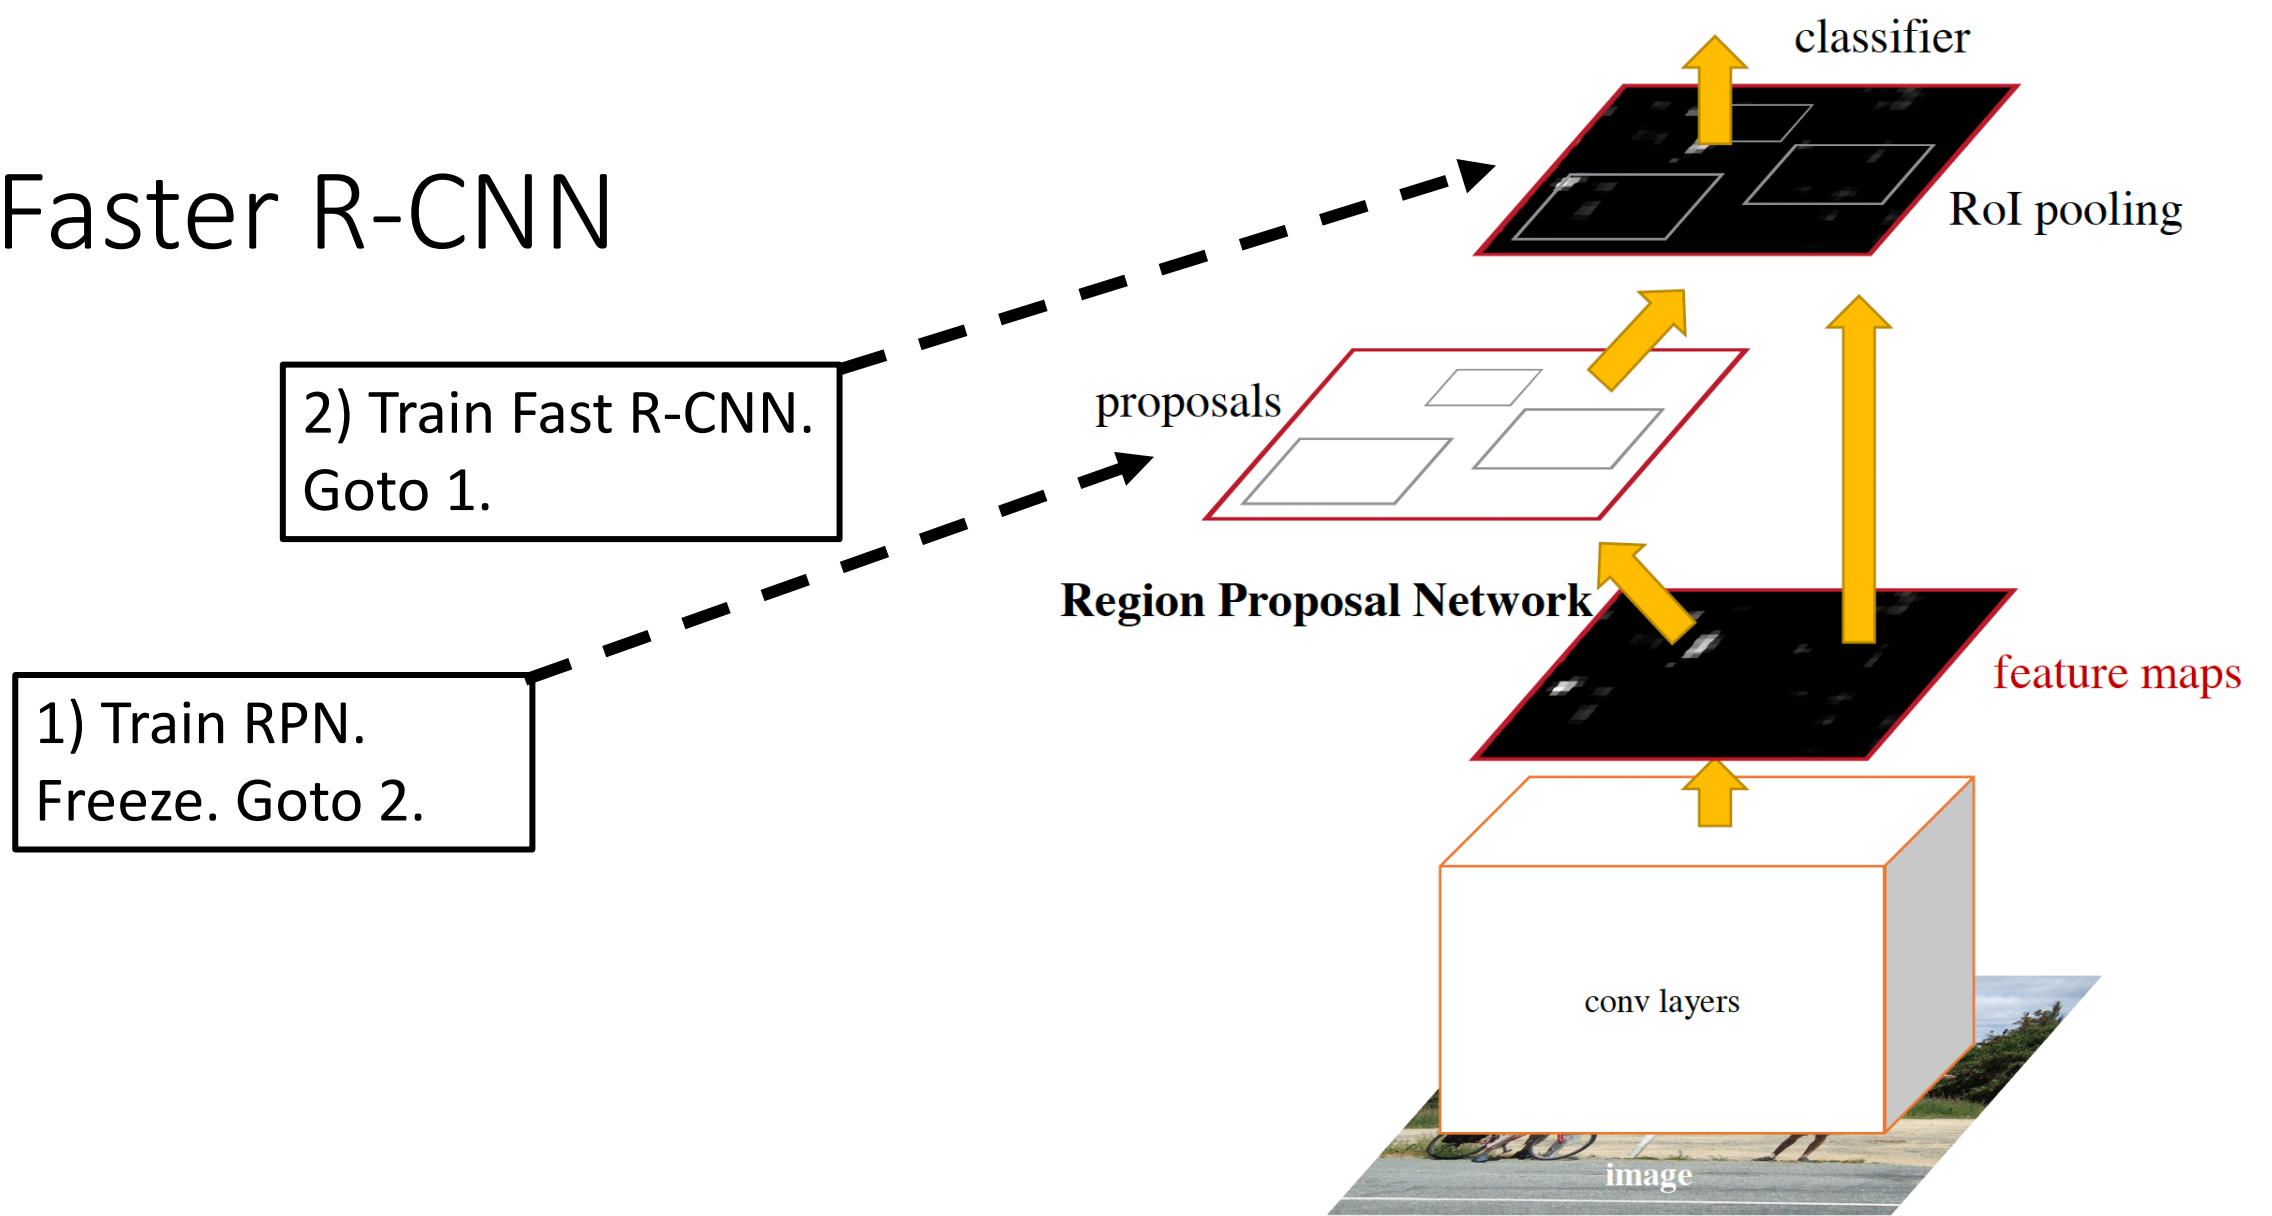 Faster R-CNN
2) Train Fast R-CNN.
Goto 1.
1) Train RPN.
Freeze. Goto 2.
classifier
RoI pooling
proposals
Region Proposal Network
feature maps
conv layers
image